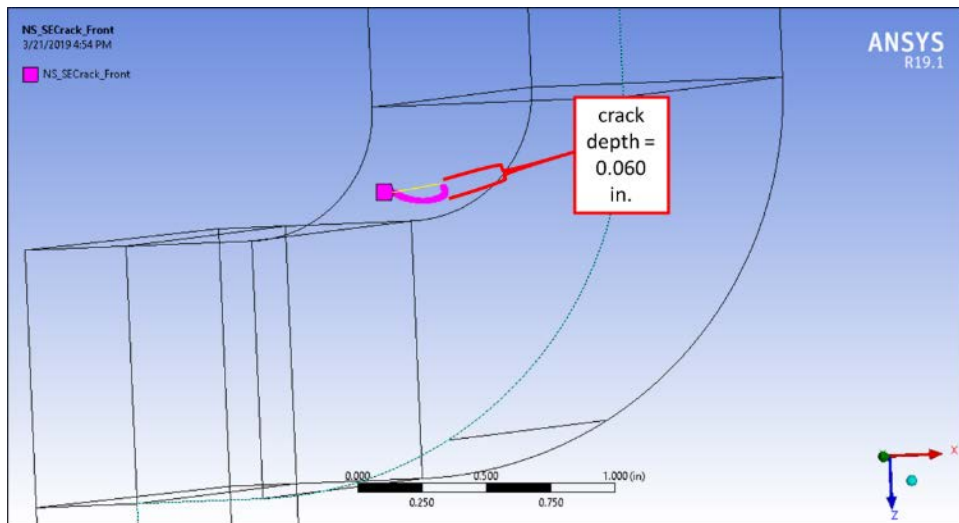 NS_SECrack_Front
3/21/2019 4:54 PM
NS_SECrack_Front
ANSYS
R19.1
crack
depth =
0.060
in.
0.000 0.500 1.000 (in)
0.250 0.750
X
Z